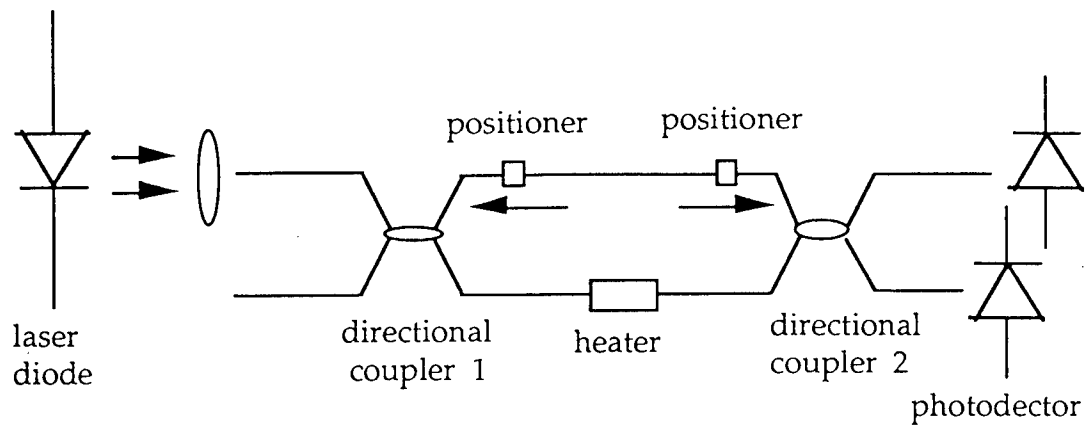 positioner
positioner
laser
diode
directional
coupler 1
heater
directional
coupler 2
photodector